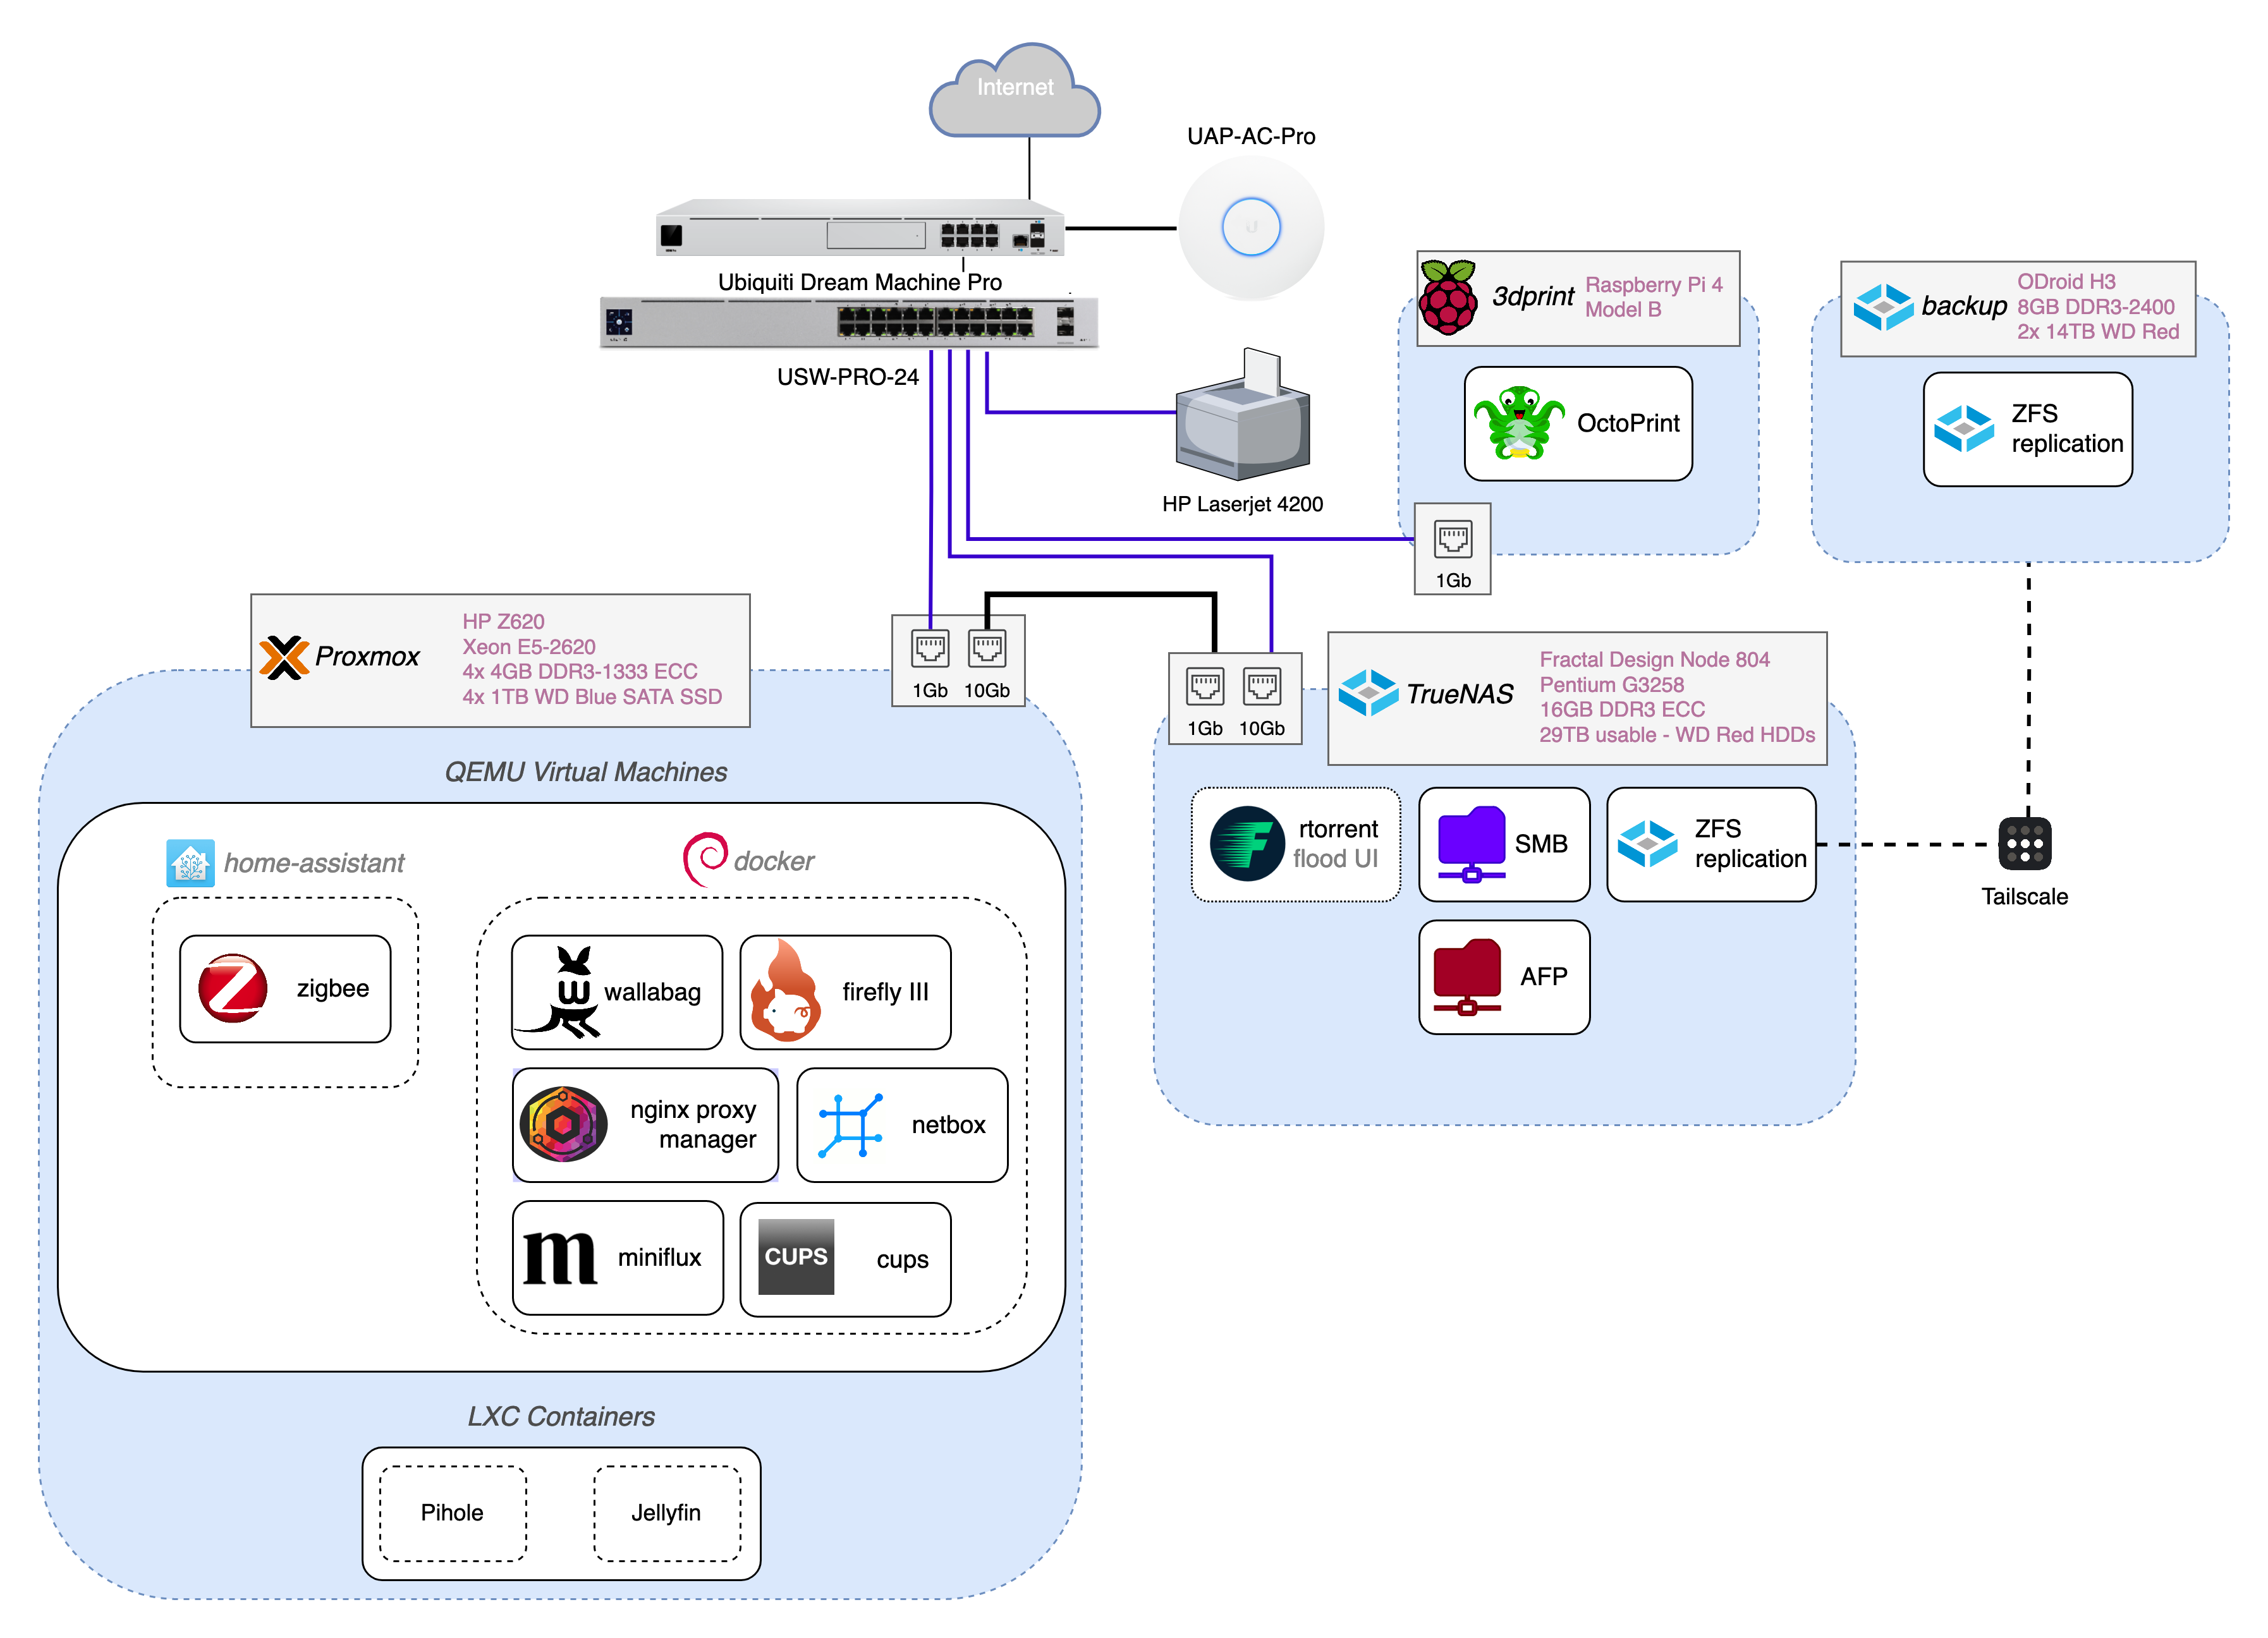 Internet
UAP-AC-Pro
Ubiquiti Dream Machine Pro
USW-PRO-24
HP Laserjet 4200
3dprint
Raspberry Pi 4
Model B
OctoPrint
1Gb
backup
ODroid H3
8GB DDR3-2400
2x 14TB WD Red
ZFS
replication
Proxmox
HP Z620
Xeon E5-2620
4x 4GB DDR3-1333 ECC
4x 1TB WD Blue SATA SSD
1Gb
10Gb
QEMU Virtual Machines
home-assistant
zigbee
docker
wallabag
firefly III
nginx proxy
manager
netbox
miniflux
CUPS
cups
LXC Containers
Pihole
Jellyfin
1Gb
10Gb
TrueNAS
Fractal Design Node 804
Pentium G3258
16GB DDR3 ECC
29TB usable - WD Red HDDs
rtorrent
flood UI
SMB
ZFS
replication
AFP
Tailscale